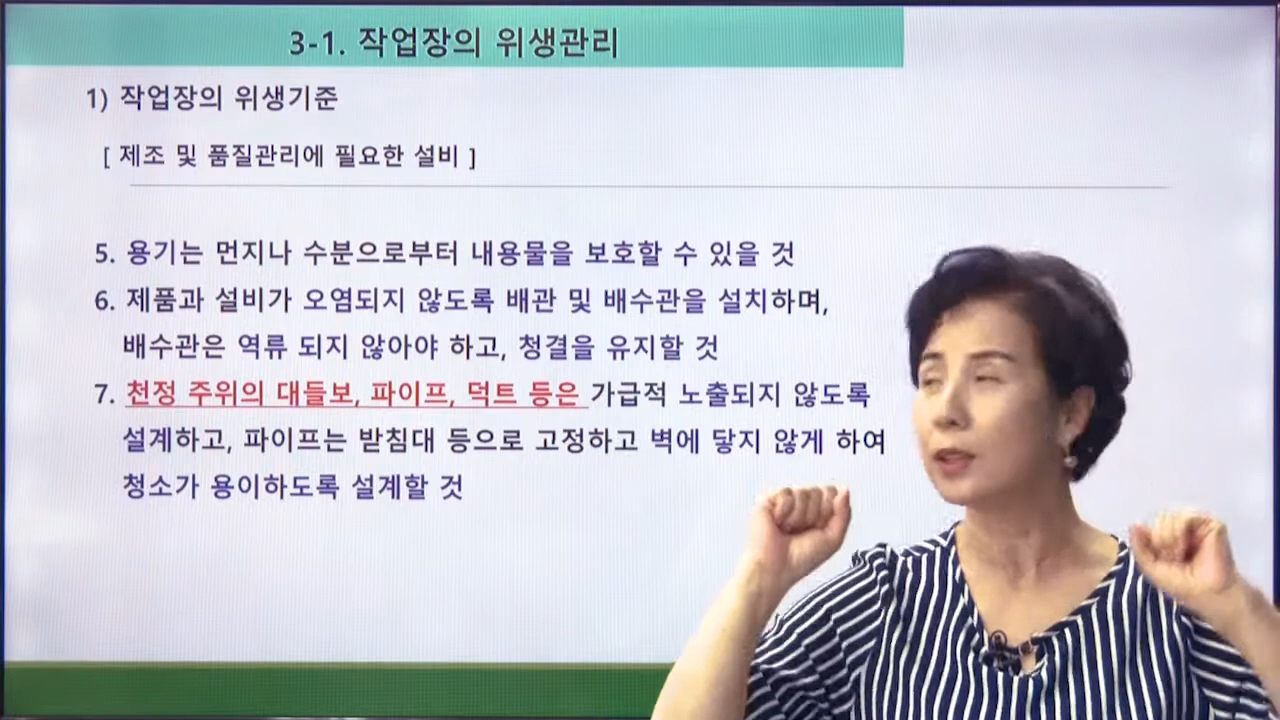 3-1. 작업장의 위생관리
1) 작업장의 위생기준
[ 제조 및 품질관리에 필요한 설비 ]
5. 용기는 먼지나 수분으로부터 내용물을 보호할 수 있을 것
6. 제품과 설비가 오염되지 않도록 배관 및 배수관을 설치하며,
배수관은 역류 되지 않아야 하고, 청결을 유지할 것
7. 천정 주위의 대들보, 파이프, 덕트 등은 가급적 노출되지 않도록
설계하고, 파이프는 받침대 등으로 고정하고 벽에 닿지 않게 하여
청소가 용이하도록 설계할 것